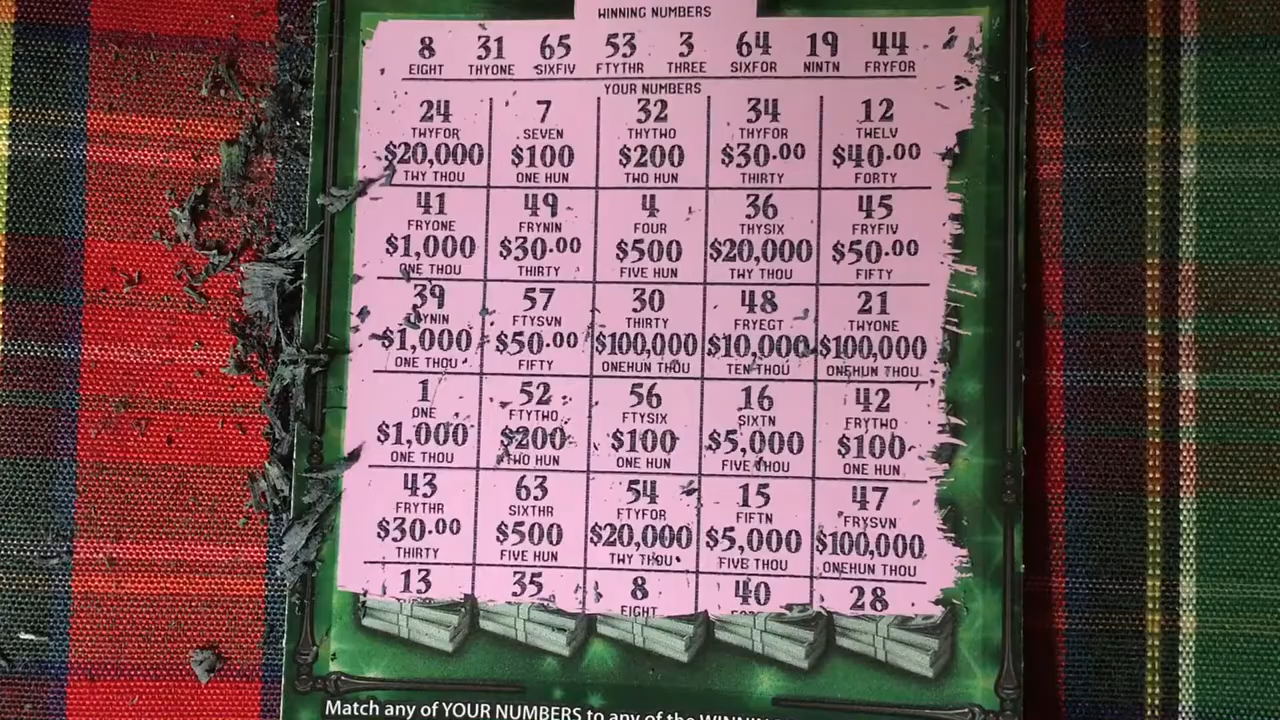 WINNING NUMBERS
8 31 65 53 3 64 19 44
EIGHT THYONE SIXFIV FTYTHR THREE SIXFOR NINTN FRYFOR
YOUR NUMBERS
24 7 32 34 12
TWYFOR SEVEN THYTWO THYFOR TWELV
$20,000 $100 $200 $30.00 $40.00
TWY THOU ONE HUN TWO HUN THIRTY FORTY
41 49 4 36 45
FRYONE FRYNIN FOUR THYSIX FRYFIV
$1,000 $30.00 $500 $20,000 $50.00
ONE THOU THIRTY FIVE HUN TWY THOU FIFTY
39 57 30 48 21
FTYSVN THIRTY FRYEGT TWYONE
$1,000 $50.00 $100,000 $10,000 $100,000
ONE THOU FIFTY ONEHUN THOU TEN THOU ONEHUN THOU
1 52 56 16 42
ONE FTYTWO FTYSIX SIXTN FRYTWO
$1,000 $200 $100 $5,000 $100
ONE THOU TWO HUN ONE HUN FIVE THOU ONE HUN
43 63 54 15 47
FRYTHR SIXTHR FTYFOR FIFTN FRYSVN
$30.00 $500 $20,000 $5,000 $100,000
THIRTY FIVE HUN TWY THOU FIVE THOU ONEHUN THOU
13 35 8 40 28
EIGHT
Match any of YOUR NUMBERS to any of the